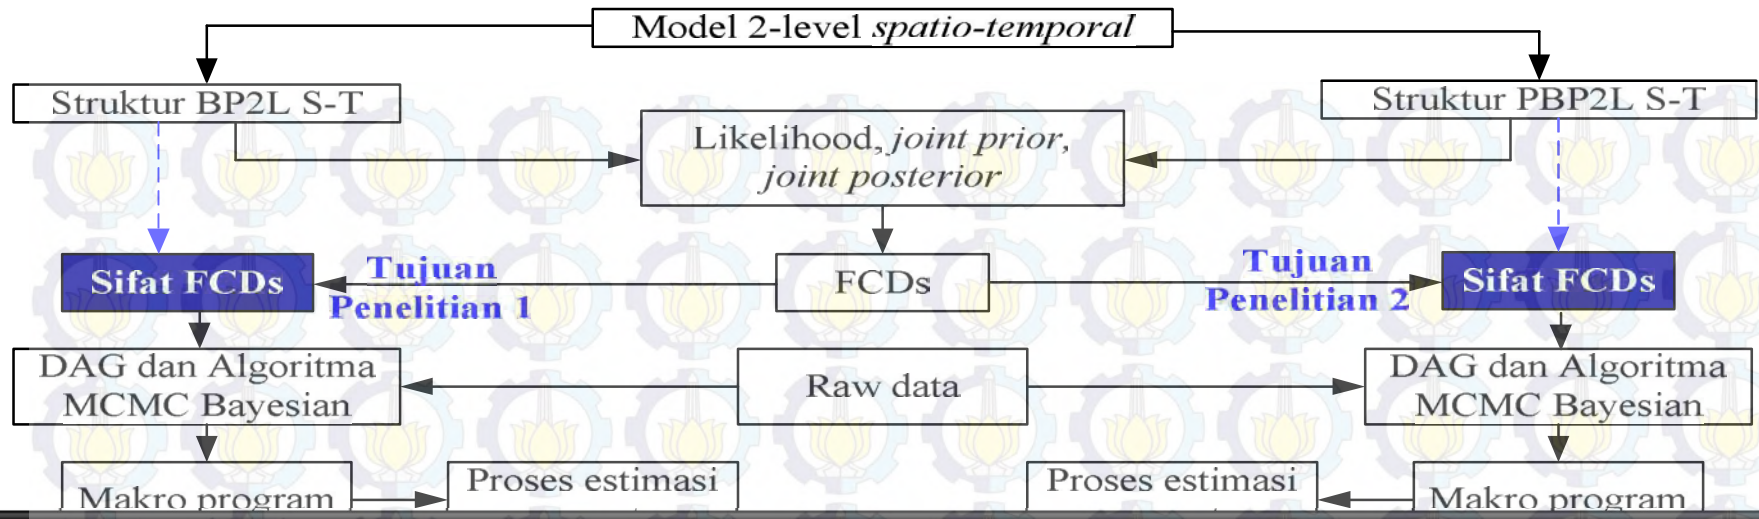 Model 2-level spatio-temporal
Struktur BP2L S-T
Struktur PBP2L S-T
Likelihood, joint prior,
joint posterior
Sifat FCDs
Tujuan
Penelitian 1
FCDs
Tujuan
Penelitian 2
Sifat FCDs
DAG dan Algoritma
MCMC Bayesian
Raw data
DAG dan Algoritma
MCMC Bayesian
Makro program
Proses estimasi
Proses estimasi
Makro program